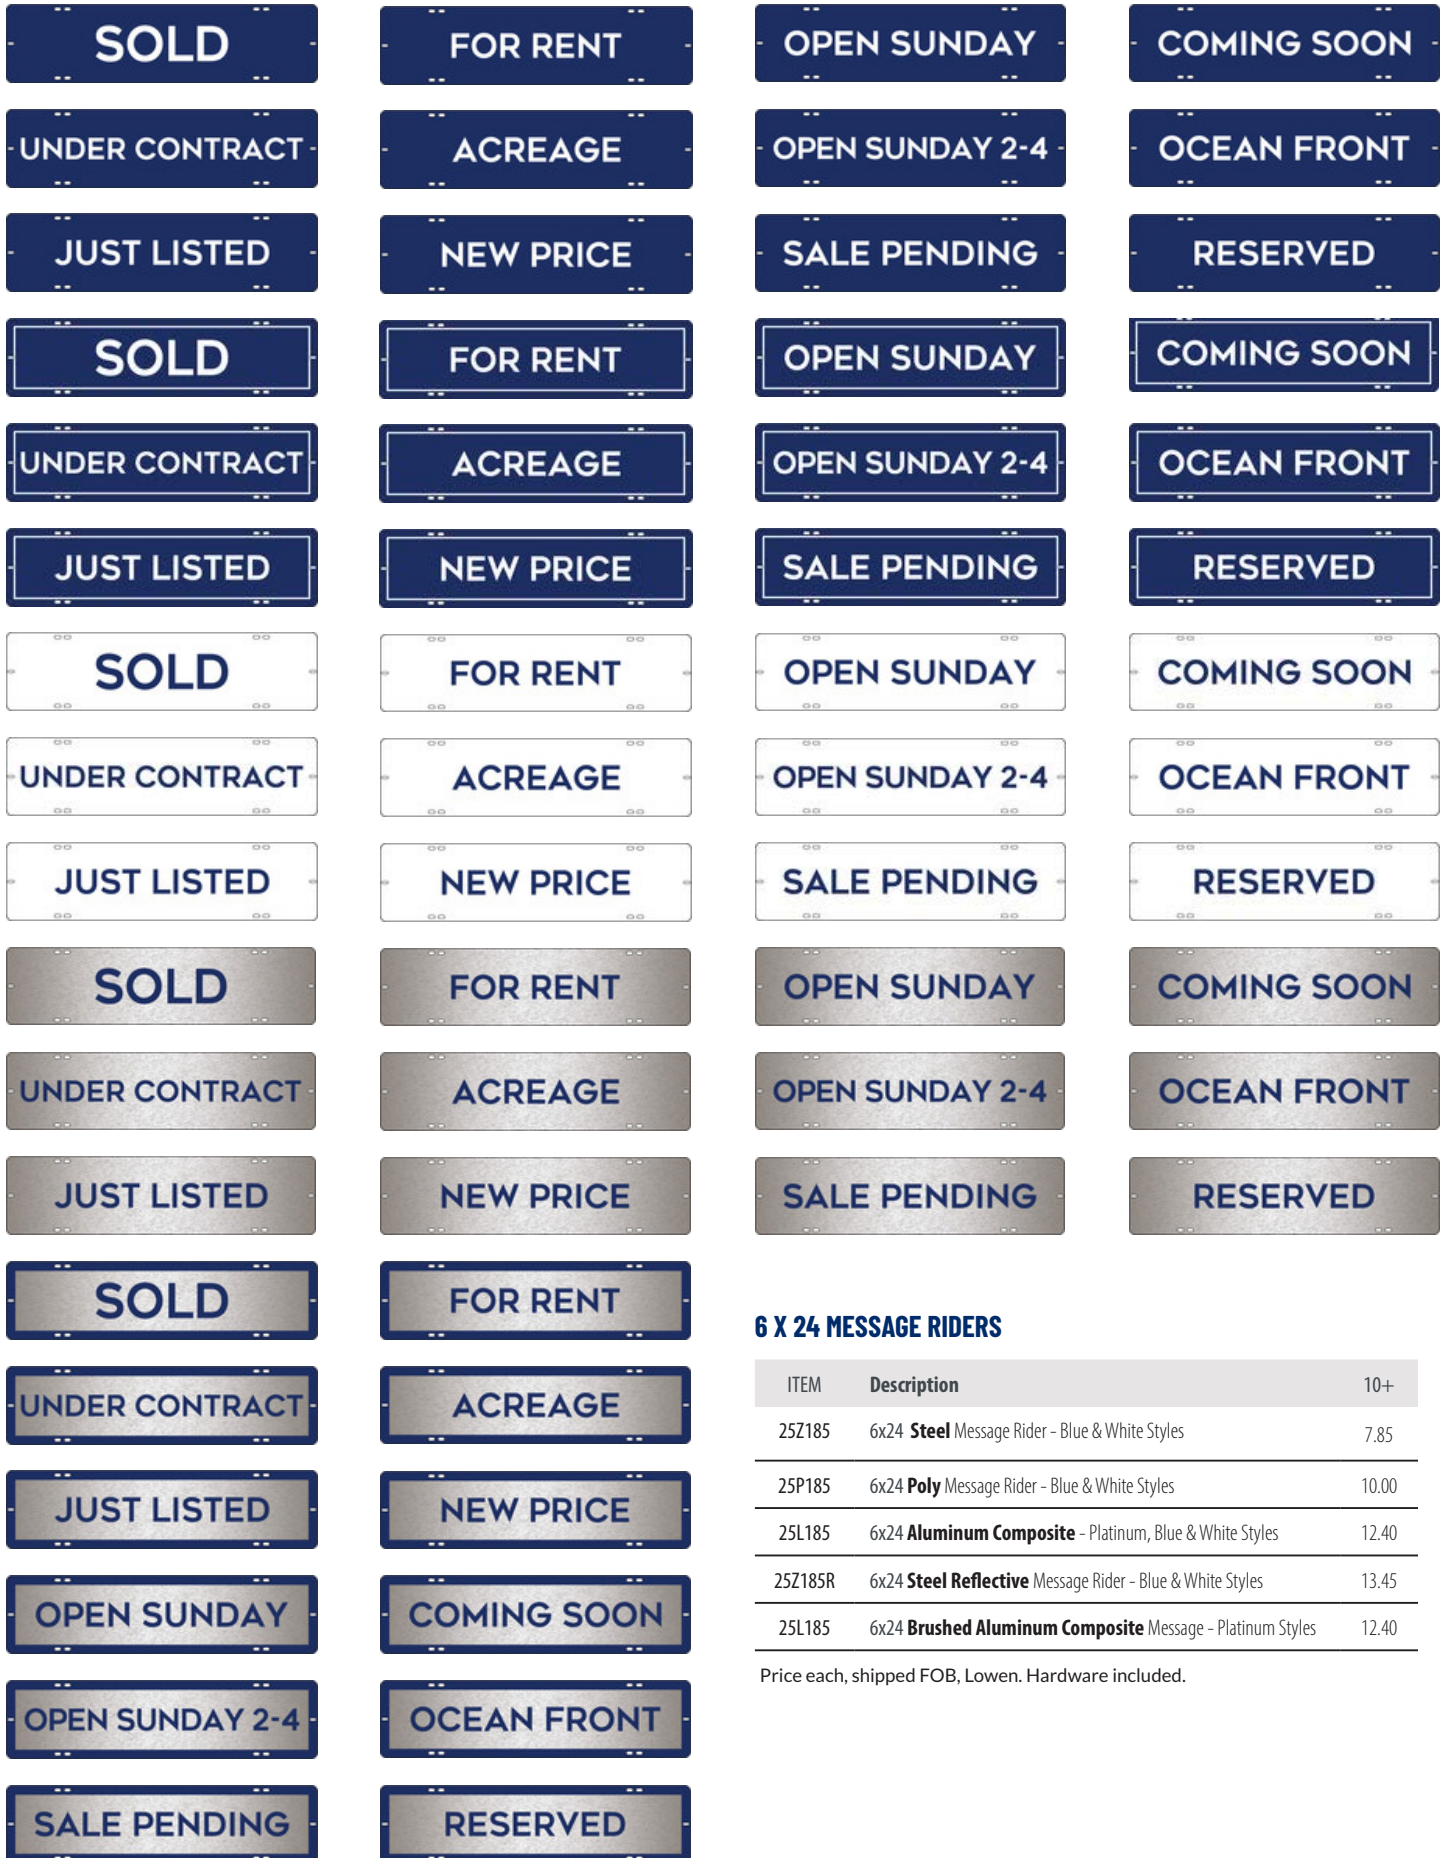 SOLD
FOR RENT
OPEN SUNDAY
COMING SOON
UNDER CONTRACT
ACREAGE
OPEN SUNDAY 2-4
OCEAN FRONT
JUST LISTED
NEW PRICE
SALE PENDING
RESERVED
SOLD
FOR RENT
OPEN SUNDAY
COMING SOON
UNDER CONTRACT
ACREAGE
OPEN SUNDAY 2-4
OCEAN FRONT
JUST LISTED
NEW PRICE
SALE PENDING
RESERVED
SOLD
FOR RENT
OPEN SUNDAY
COMING SOON
UNDER CONTRACT
ACREAGE
OPEN SUNDAY 2-4
OCEAN FRONT
JUST LISTED
NEW PRICE
SALE PENDING
RESERVED
SOLD
FOR RENT
OPEN SUNDAY
COMING SOON
UNDER CONTRACT
ACREAGE
OPEN SUNDAY 2-4
OCEAN FRONT
JUST LISTED
NEW PRICE
SALE PENDING
RESERVED
SOLD
FOR RENT
UNDER CONTRACT
ACREAGE
JUST LISTED
NEW PRICE
OPEN SUNDAY
COMING SOON
OPEN SUNDAY 2-4
OCEAN FRONT
SALE PENDING
RESERVED
6 X 24 MESSAGE RIDERS
ITEM Description 10+
25Z185 6x24 Steel Message Rider - Blue & White Styles 7.85
25P185 6x24 Poly Message Rider - Blue & White Styles 10.00
25L185 6x24 Aluminum Composite - Platinum, Blue & White Styles 12.40
25Z185R 6x24 Steel Reflective Message Rider - Blue & White Styles 13.45
25L185 6x24 Brushed Aluminum Composite Message - Platinum Styles 12.40
Price each, shipped FOB, Lowen. Hardware included.